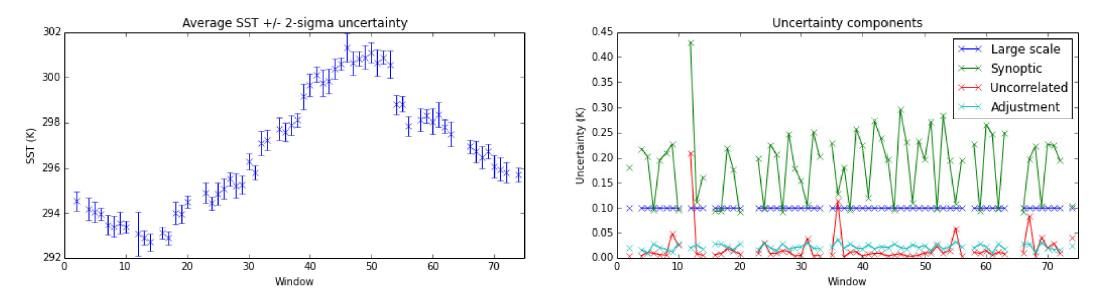 Average SST +/- 2-sigma uncertainty
302
300
298
296
294
292
SST (K)
0 10 20 30 40 50 60 70
Window
Uncertainty components
0.45
0.40
0.35
0.30
0.25
0.20
0.15
0.10
0.05
0.00
Uncertainty (K)
Large scale
Synoptic
Uncorrelated
Adjustment
0 10 20 30 40 50 60 70
Window